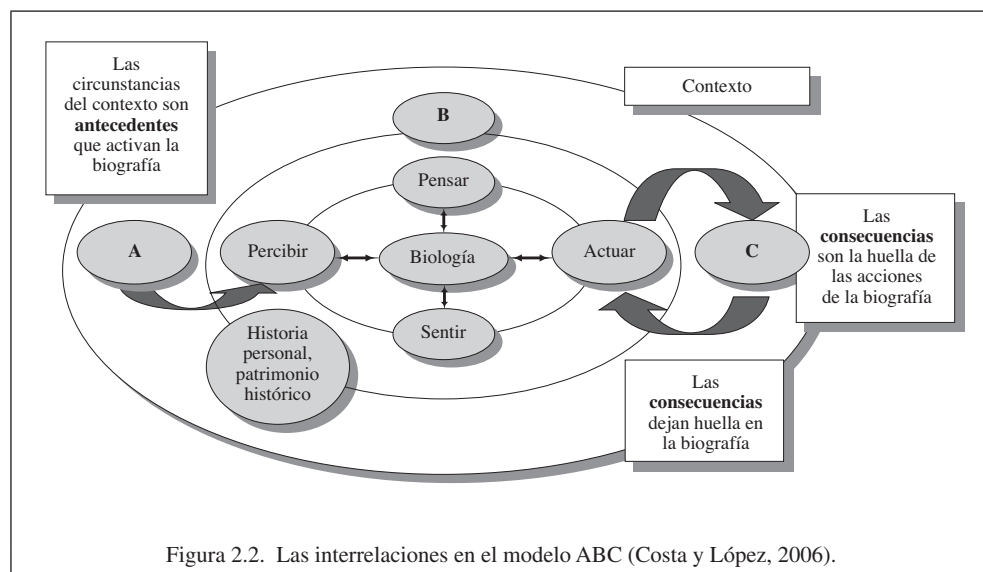 Las
circunstancias
del contexto son
antecedentes
que activan la
biografía
Contexto
B
Pensar
A
Percibir
Biología
Actuar
C
Las
consecuencias
son la huella de
las acciones
de la biografía
Sentir
Historia
personal,
patrimonio
histórico
Las
consecuencias
dejan huella en
la biografía
Figura 2.2. Las interrelaciones en el modelo ABC (Costa y López, 2006).